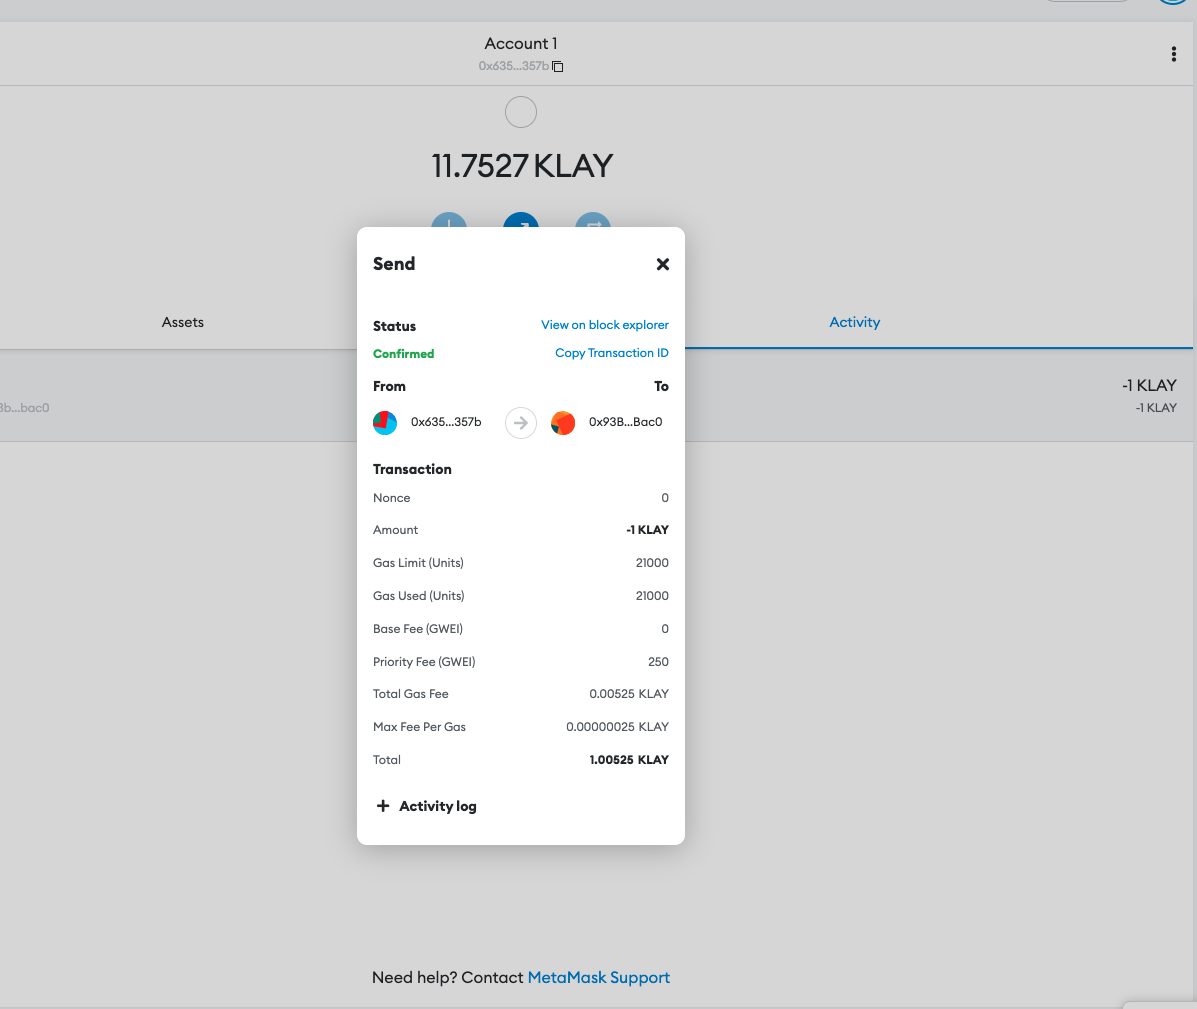 Account 1
0x635...357b
11.7527 KLAY
Assets
Activity
-1 KLAY
-1 KLAY
3b...bac0
Send
Status
View on block explorer
Confirmed
Copy Transaction ID
From
To
0x635...357b
0x93B...Bac0
Transaction
Nonce
0
Amount
-1 KLAY
Gas Limit (Units)
21000
Gas Used (Units)
21000
Base Fee (GWEI)
0
Priority Fee (GWEI)
250
Total Gas Fee
0.00525 KLAY
Max Fee Per Gas
0.00000025 KLAY
Total
1.00525 KLAY
Activity log
Need help? Contact MetaMask Support